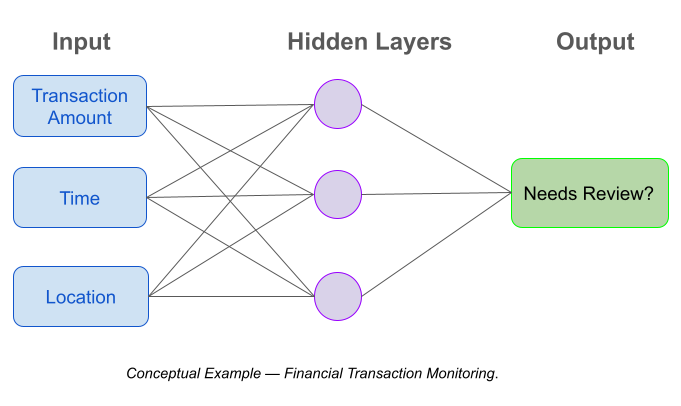 Input
Hidden Layers
Output
Transaction
Amount
Time
Location
Needs Review?
Conceptual Example — Financial Transaction Monitoring.